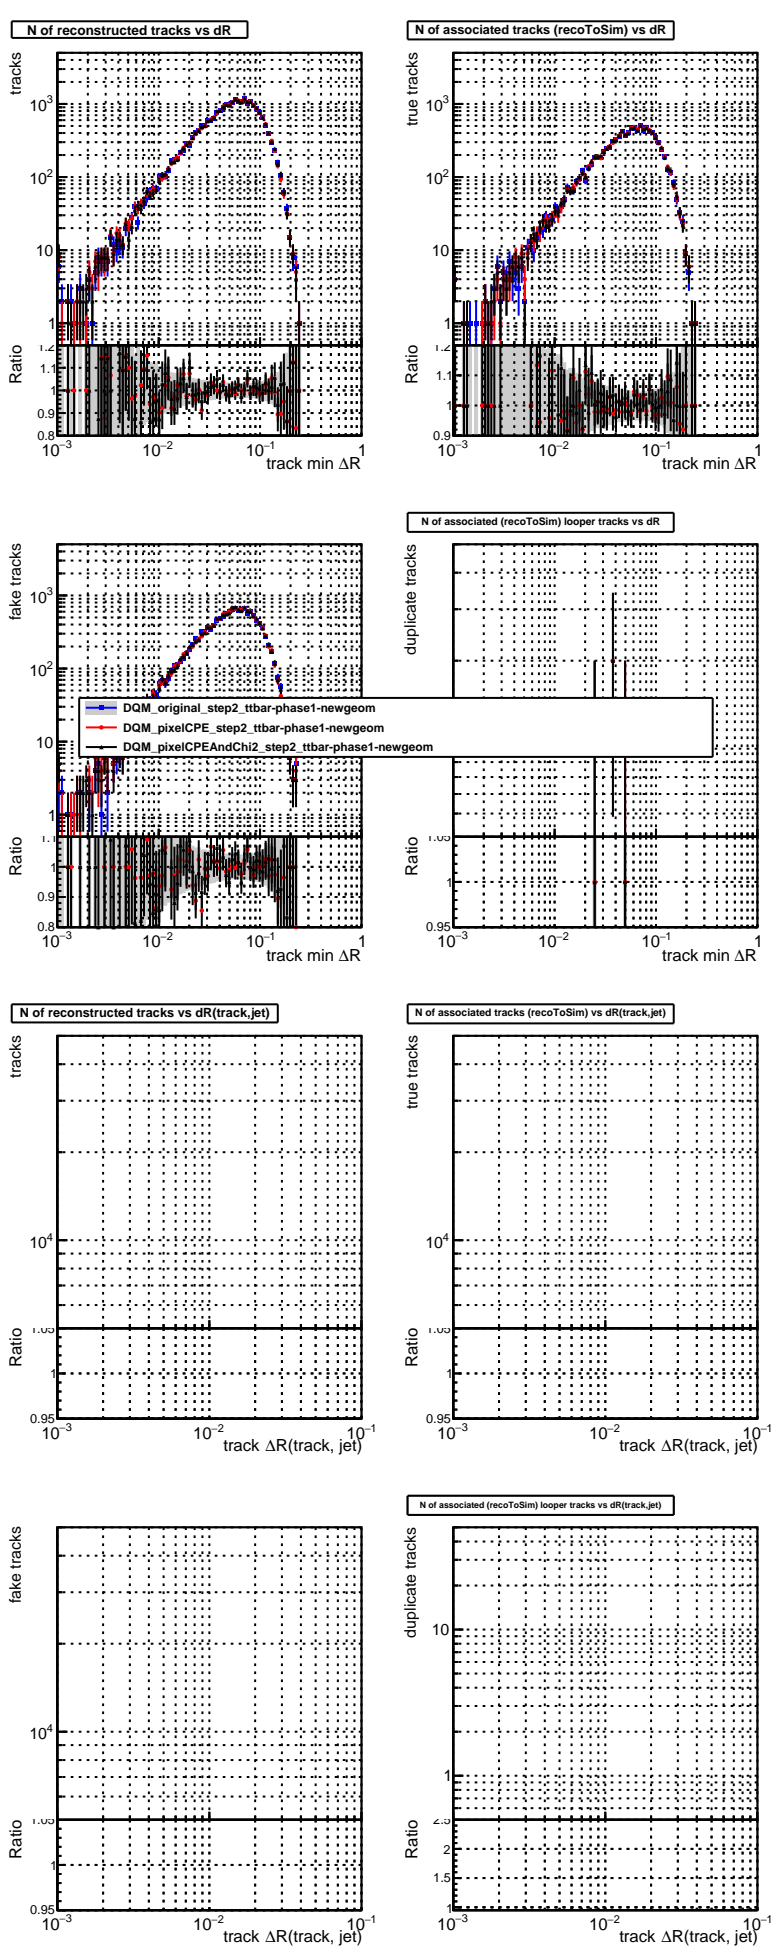 N of reconstructed tracks vs dR
N of associated tracks (recoToSim) vs dR
tracks
10³
10²
10
1
Ratio
1.2
1.1
1
0.9
0.8
10⁻³
10⁻²
10⁻¹
1
track min ΔR
true tracks
10³
10²
10
1
Ratio
1.2
1.1
1
0.9
10⁻³
10⁻²
10⁻¹
1
track min ΔR
N of associated (recoToSim) looper tracks vs dR
fake tracks
10³
10²
10
1
Ratio
1.1
1
0.9
0.8
10⁻³
10⁻²
10⁻¹
1
track min ΔR
duplicate tracks
Ratio
1.05
1
0.95
10⁻³
10⁻²
10⁻¹
1
track min ΔR
DQM_original_step2_ttbar-phase1-newgeom
DQM_pixelCPE_step2_ttbar-phase1-newgeom
DQM_pixelCPEAndChi2_step2_ttbar-phase1-newgeom
N of reconstructed tracks vs dR(track,jet)
N of associated tracks (recoToSim) vs dR(track,jet)
tracks
10⁴
Ratio
1.05
1
0.95
10⁻³
10⁻²
10⁻¹
track ΔR(track, jet)
true tracks
10⁴
Ratio
1.05
1
0.95
10⁻³
10⁻²
10⁻¹
track ΔR(track, jet)
N of associated (recoToSim) looper tracks vs dR(track,jet)
fake tracks
10⁴
Ratio
1.05
1
0.95
10⁻³
10⁻²
10⁻¹
track ΔR(track, jet)
duplicate tracks
10
1
Ratio
2.5
2
1.5
1
10⁻³
10⁻²
10⁻¹
track ΔR(track, jet)